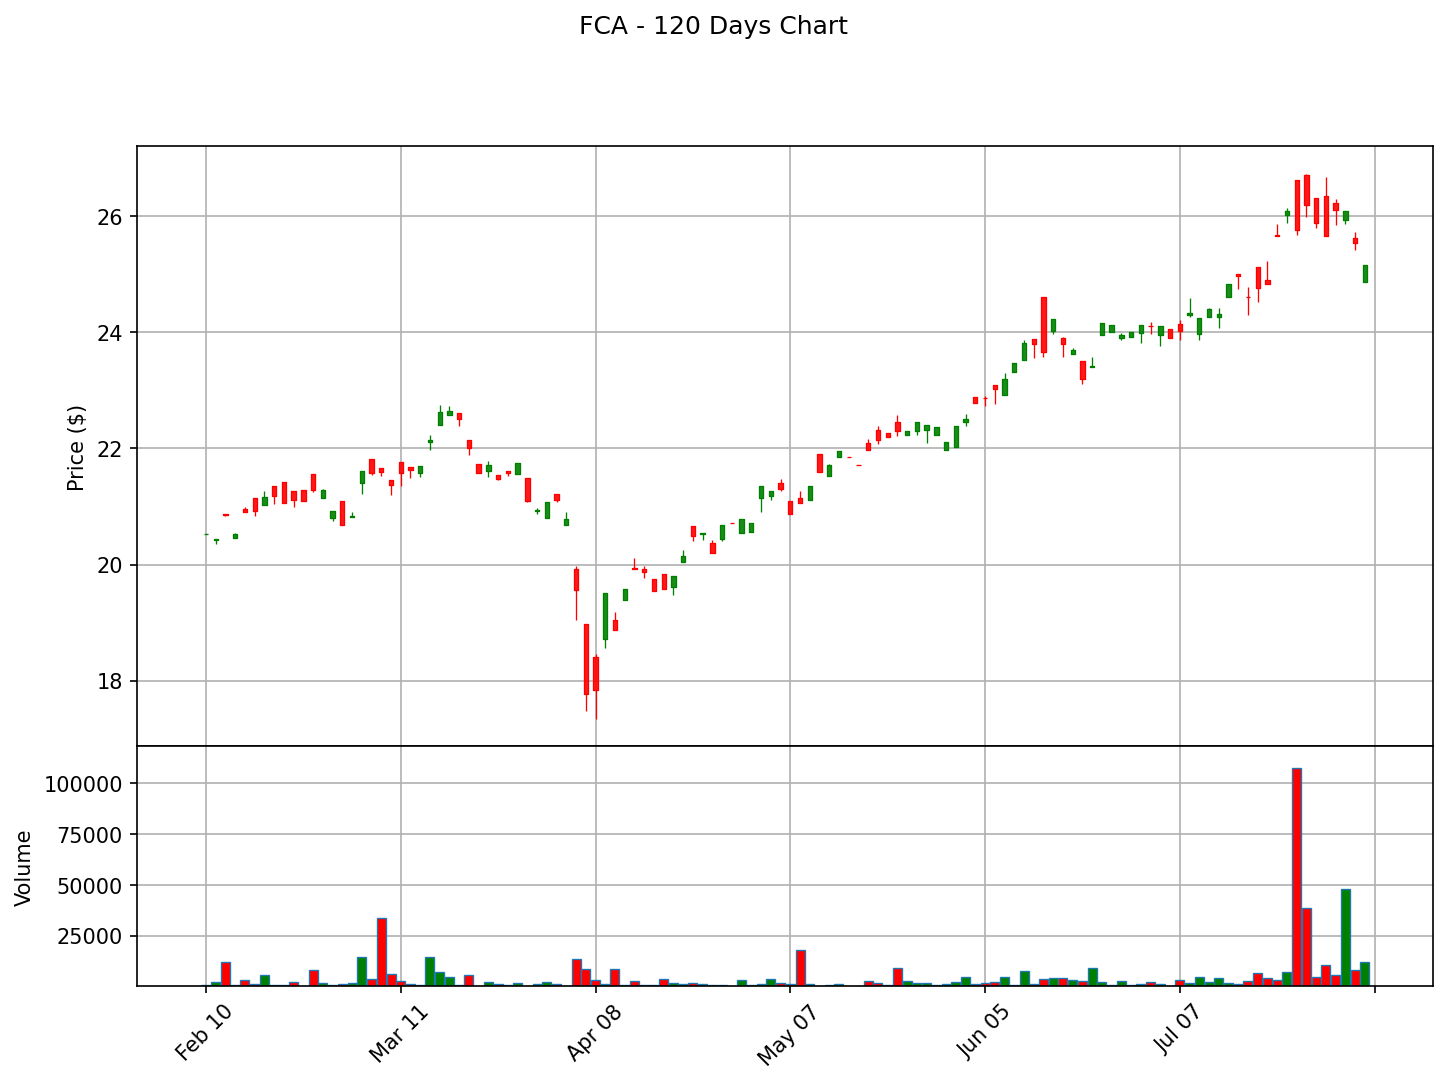 FCA - 120 Days Chart
Price ($)
26
24
22
20
18
Volume
100000
75000
50000
25000
Feb 10
Mar 11
Apr 08
May 07
Jun 05
Jul 07